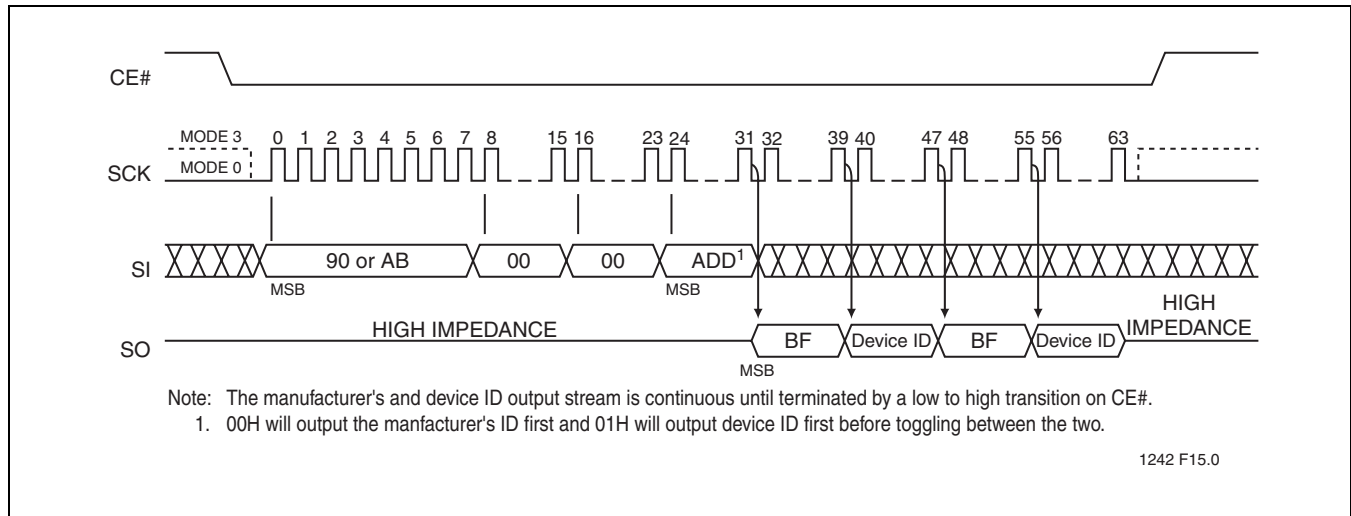 CE#
MODE 3 0 1 2 3 4 5 6 7 8 15 16 23 24 31 32 39 40 47 48 55 56 63
SCK MODE 0
SI 90 or AB 00 00 ADD1
MSB MSB
HIGH IMPEDANCE
HIGH IMPEDANCE
SO BF Device ID BF Device ID
MSB
Note: The manufacturer's and device ID output stream is continuous until terminated by a low to high transition on CE#.
1. 00H will output the manfacturer's ID first and 01H will output device ID first before toggling between the two.
1242 F15.0